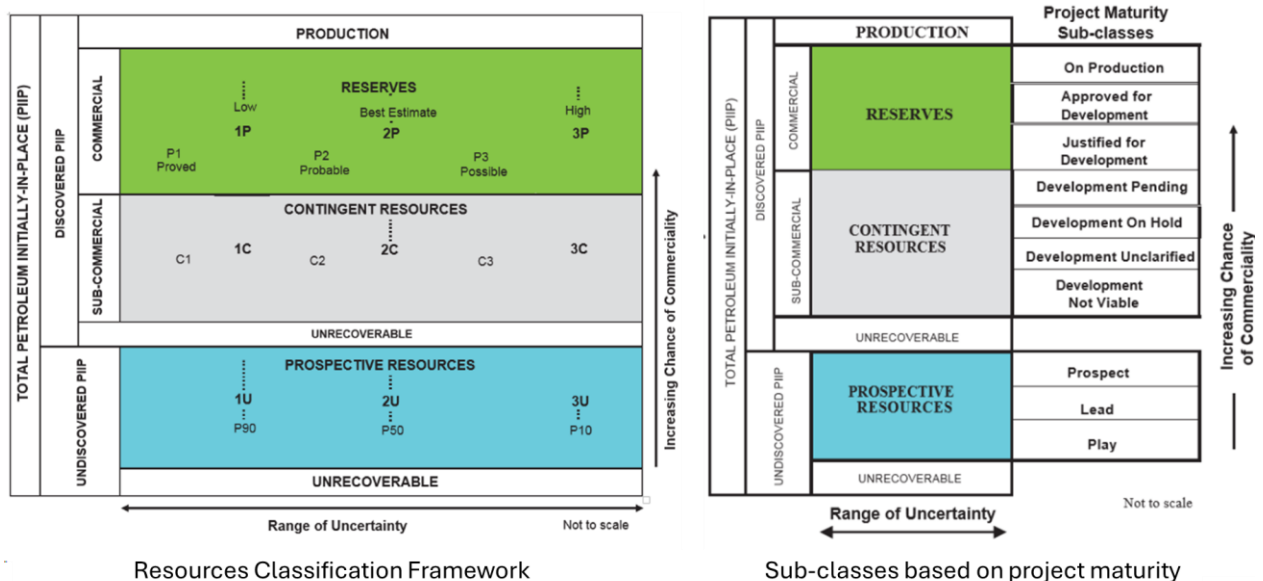 TOTAL PETROLEUM INITIALLY-IN-PLACE (PIIP)
DISCOVERED PIIP
UNDISCOVERED PIIP
COMMERCIAL
SUB-COMMERCIAL
PRODUCTION
RESERVES
Low
Best Estimate
High
1P
2P
3P
P1
Proved
P2
Probable
P3
Possible
CONTINGENT RESOURCES
1C
2C
3C
C1
C2
C3
UNRECOVERABLE
PROSPECTIVE RESOURCES
1U
2U
3U
P90
P50
P10
UNRECOVERABLE
Increasing Chance of Commerciality
Range of Uncertainty
Not to scale
Resources Classification Framework
TOTAL PETROLEUM INITIALLY-IN-PLACE (PIIP)
DISCOVERED PIIP
UNDISCOVERED PIIP
COMMERCIAL
SUB-COMMERCIAL
PRODUCTION
Project Maturity
Sub-classes
RESERVES
On Production
Approved for
Development
Justified for
Development
CONTINGENT
RESOURCES
Development Pending
Development On Hold
Development Unclarified
Development
Not Viable
UNRECOVERABLE
PROSPECTIVE
RESOURCES
Prospect
Lead
Play
UNRECOVERABLE
Increasing Chance
of Commerciality
Range of Uncertainty
Not to scale
Sub-classes based on project maturity